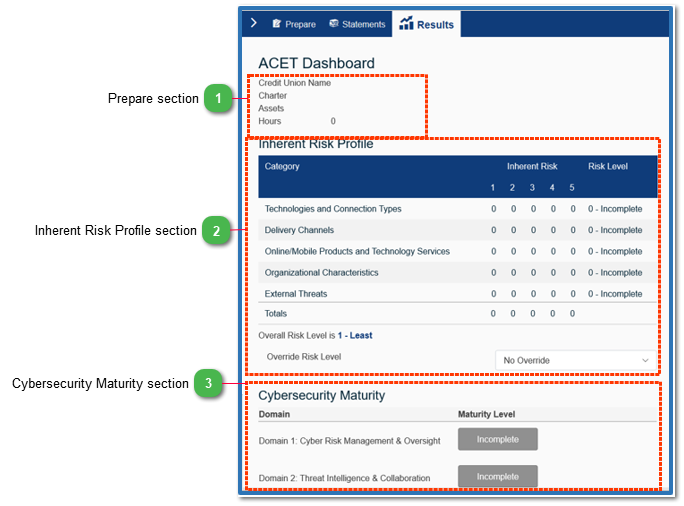 Prepare Statements Results
ACET Dashboard
Prepare section 1
Credit Union Name
Charter
Assets
Hours 0
Inherent Risk Profile section 2
Inherent Risk Profile
Category Inherent Risk Risk Level
1 2 3 4 5
Technologies and Connection Types 0 0 0 0 0 0 - Incomplete
Delivery Channels 0 0 0 0 0 0 - Incomplete
Online/Mobile Products and Technology Services 0 0 0 0 0 0 - Incomplete
Organizational Characteristics 0 0 0 0 0 0 - Incomplete
External Threats 0 0 0 0 0 0 - Incomplete
Totals 0 0 0 0 0
Overall Risk Level is 1 - Least
Override Risk Level No Override
Cybersecurity Maturity section 3
Cybersecurity Maturity
Domain Maturity Level
Domain 1: Cyber Risk Management & Oversight Incomplete
Domain 2: Threat Intelligence & Collaboration Incomplete